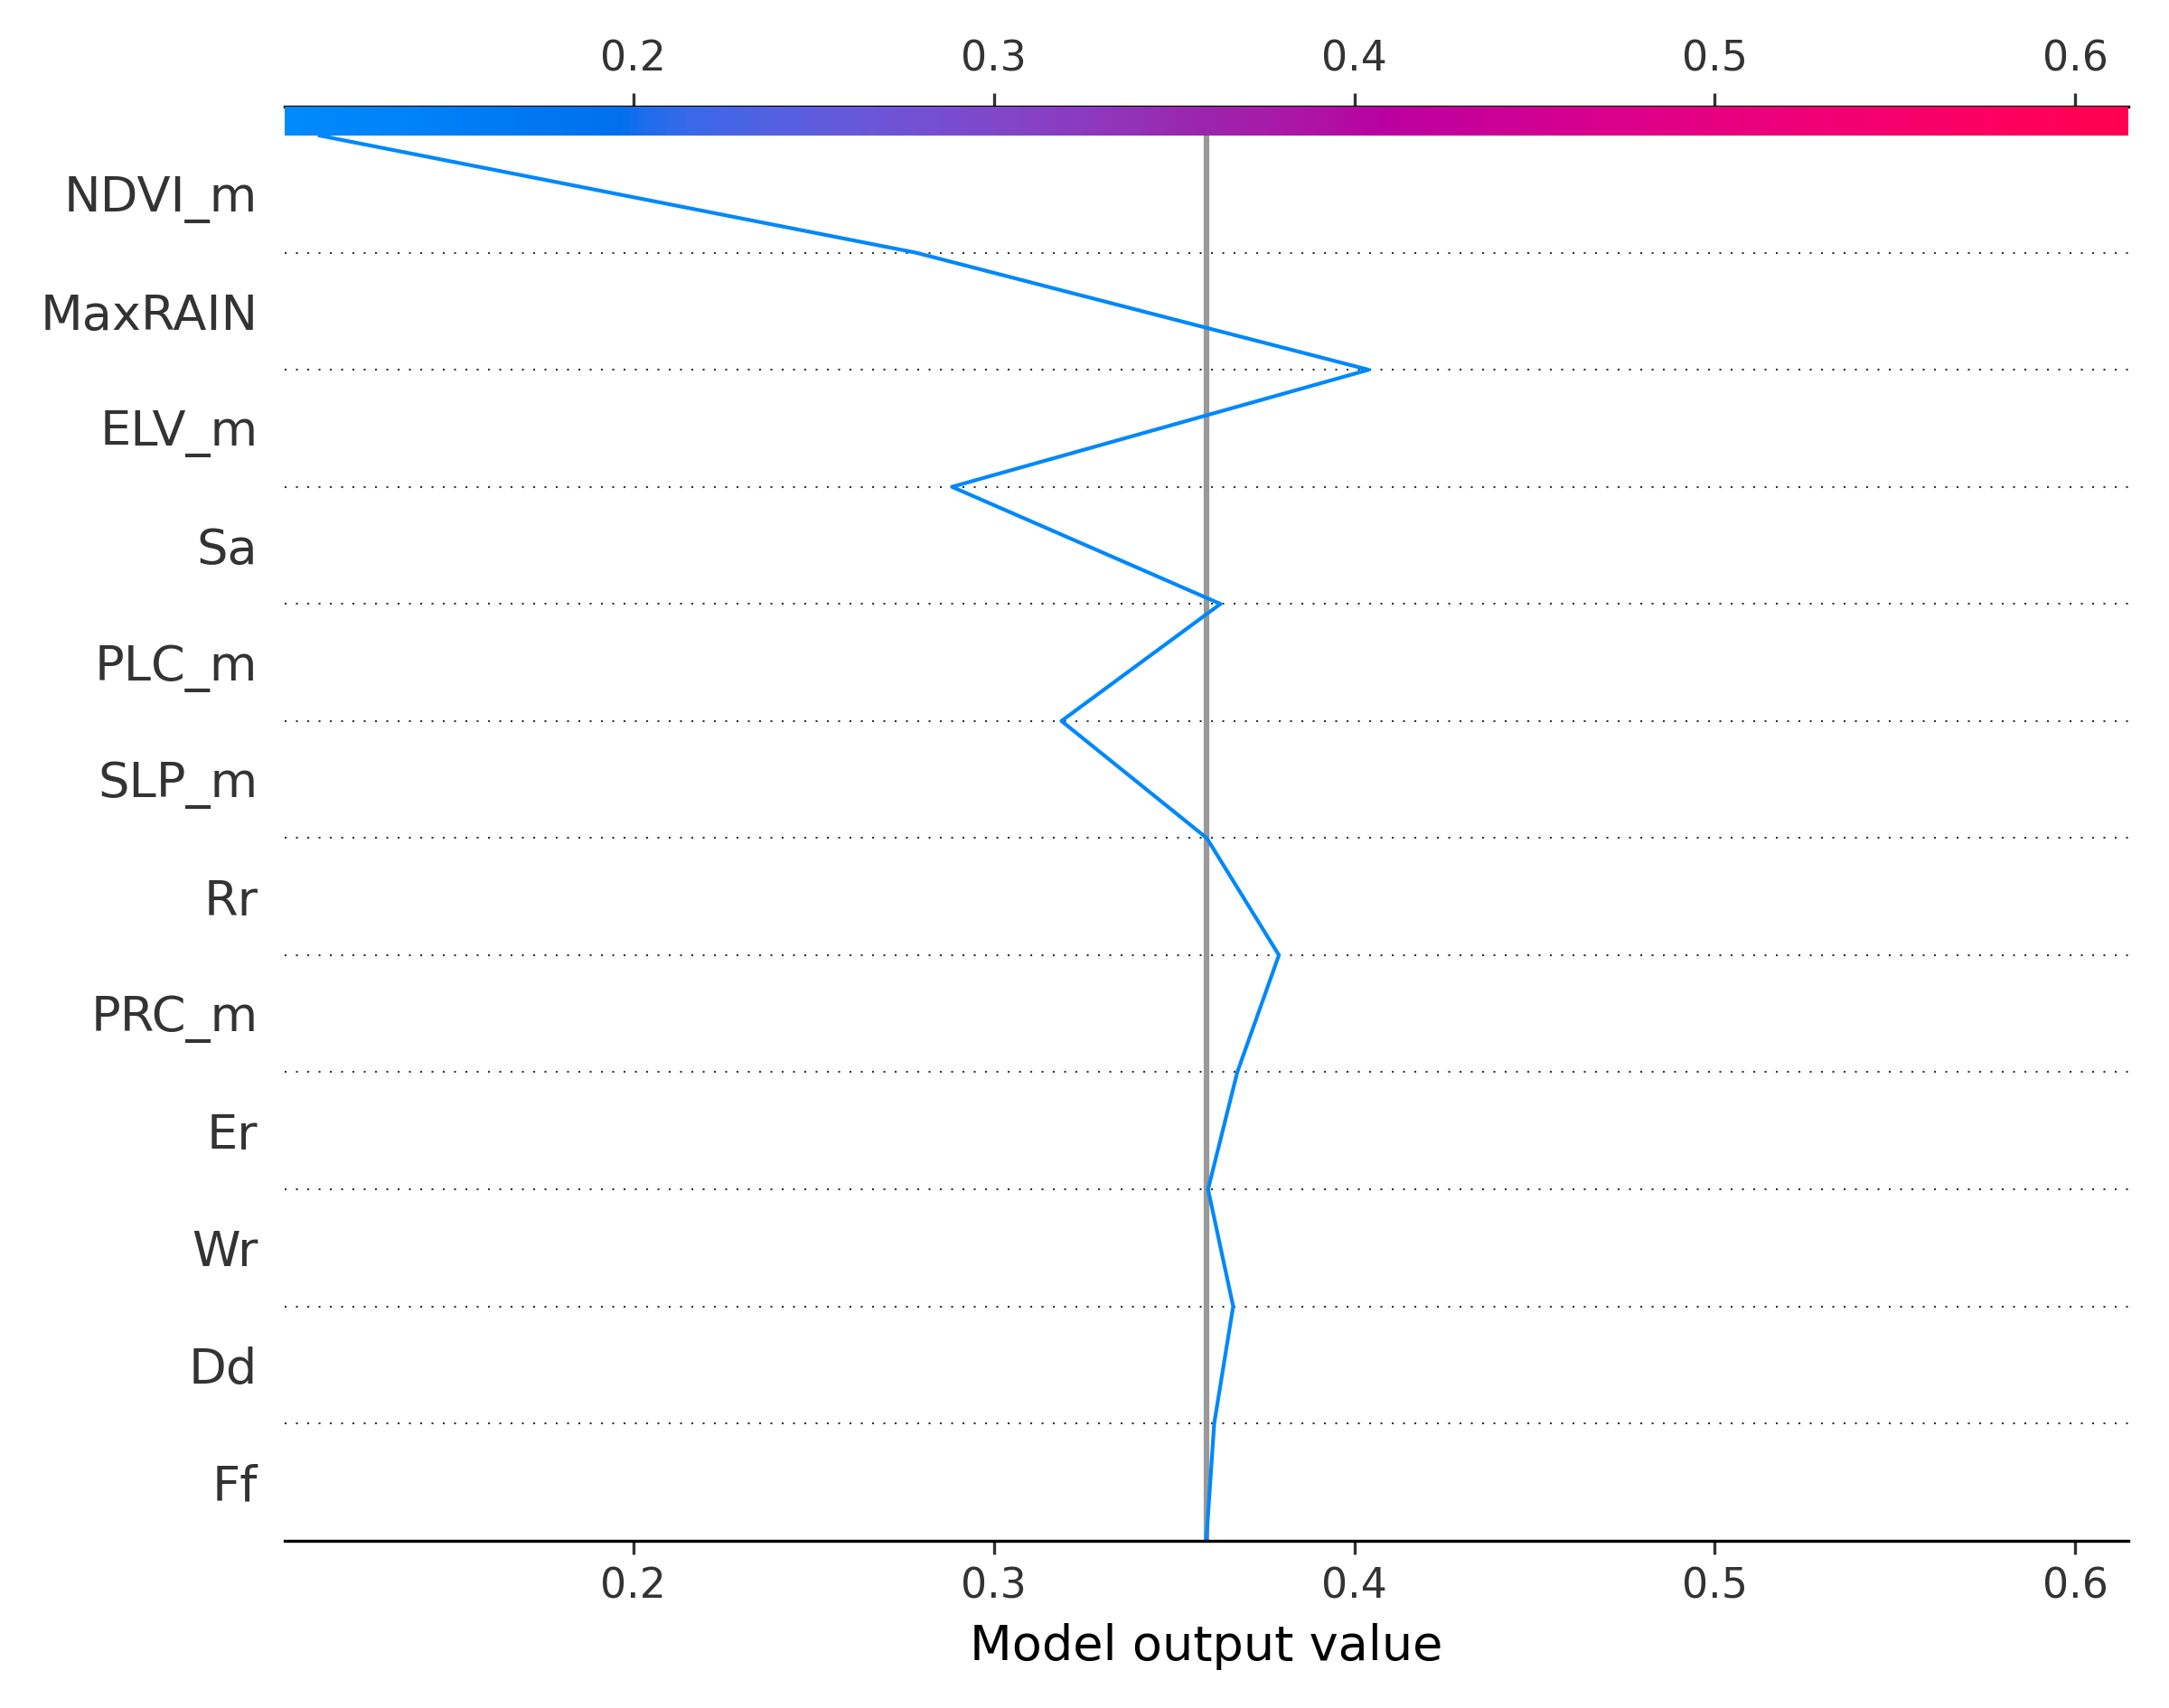 0.2 0.3 0.4 0.5 0.6
NDVI_m
MaxRAIN
ELV_m
Sa
PLC_m
SLP_m
Rr
PRC_m
Er
Wr
Dd
Ff
0.2 0.3 0.4 0.5 0.6
Model output value